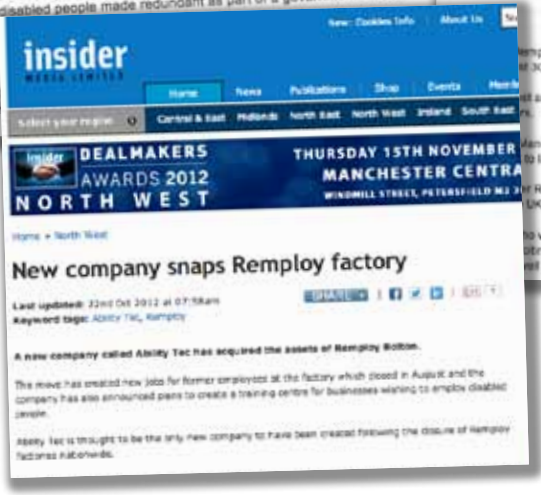 disabled people made redundant as part of a
New: Cookies Info About Us
insider
MEDIA LIMITED
Home News Publications Shop Events
Select your region Central & East Midlands North East North West Ireland South East
insider DEALMAKERS
AWARDS 2012
NORTH WEST
THURSDAY 15TH NOVEMBER
MANCHESTER CENTRA
WINDMILL STREET, PETERSFIELD M2 3
Home » North West
New company snaps Remploy factory
Last updated: 22nd Oct 2012 at 07:58am
SHARE
Keyword tags: Ability Tec, Remploy
A new company called Ability Tec has acquired the assets of Remploy Bolton.
The move has created new jobs for former employees at the factory which closed in August and the
company has also announced plans to create a training centre for businesses wishing to employ disabled
people.
Ability Tec is thought to be the only new company to have been created following the closure of Remploy
factories nationwide.